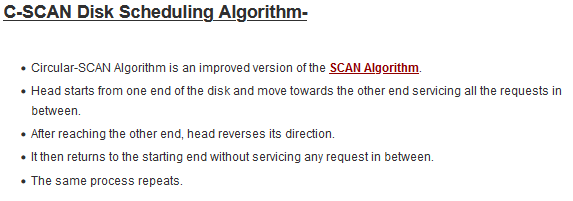 C-SCAN Disk Scheduling Algorithm-
• Circular-SCAN Algorithm is an improved version of the SCAN Algorithm.
• Head starts from one end of the disk and move towards the other end servicing all the requests in
between.
• After reaching the other end, head reverses its direction.
• It then returns to the starting end without servicing any request in between.
• The same process repeats.